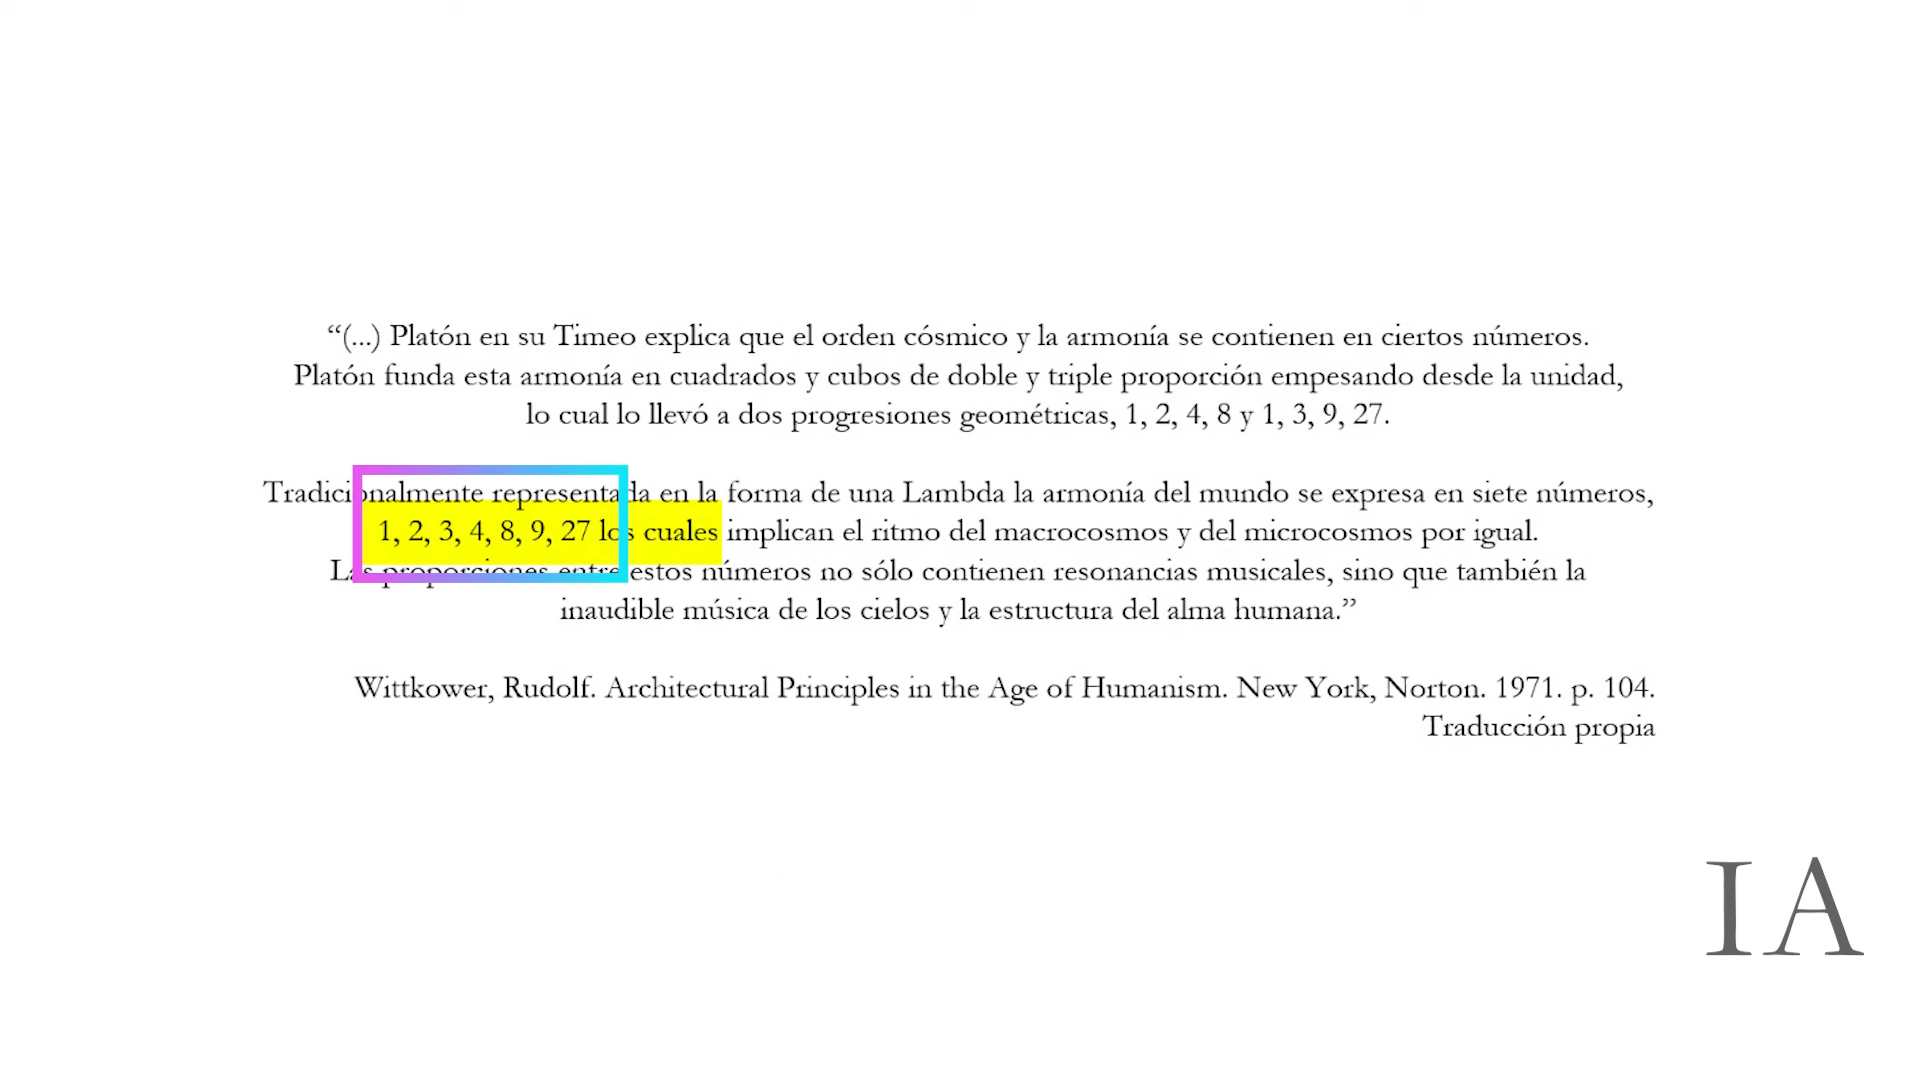 “(...) Platón en su Timeo explica que el orden cósmico y la armonía se contienen en ciertos números.
Platón funda esta armonía en cuadrados y cubos de doble y triple proporción empesando desde la unidad,
lo cual lo llevó a dos progresiones geométricas, 1, 2, 4, 8 y 1, 3, 9, 27.
Tradicionalmente representada en la forma de una Lambda la armonía del mundo se expresa en siete números,
1, 2, 3, 4, 8, 9, 27 los cuales implican el ritmo del macrocosmos y del microcosmos por igual.
Las proporciones entre estos números no sólo contienen resonancias musicales, sino que también la
inaudible música de los cielos y la estructura del alma humana.”
Wittkower, Rudolf. Architectural Principles in the Age of Humanism. New York, Norton. 1971. p. 104.
Traducción propia
IA